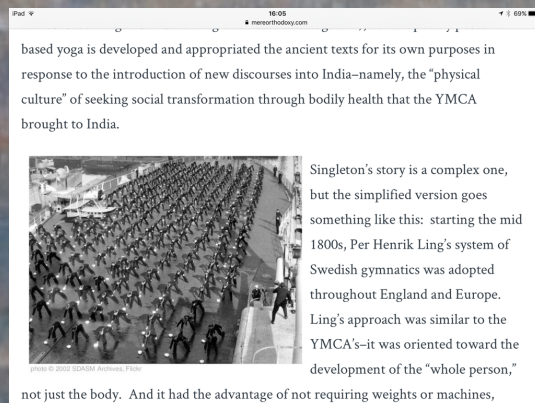 iPad
16:05
69%
mereorthodoxy.com
based yoga is developed and appropriated the ancient texts for its own purposes in
response to the introduction of new discourses into India–namely, the “physical
culture” of seeking social transformation through bodily health that the YMCA
brought to India.
Singleton’s story is a complex one,
but the simplified version goes
something like this: starting the mid
1800s, Per Henrik Ling’s system of
Swedish gymnatics was adopted
throughout England and Europe.
Ling’s approach was similar to the
YMCA’s–it was oriented toward the
development of the “whole person,”
photo © 2002 SDASM Archives, Flickr
not just the body. And it had the advantage of not requiring weights or machines,